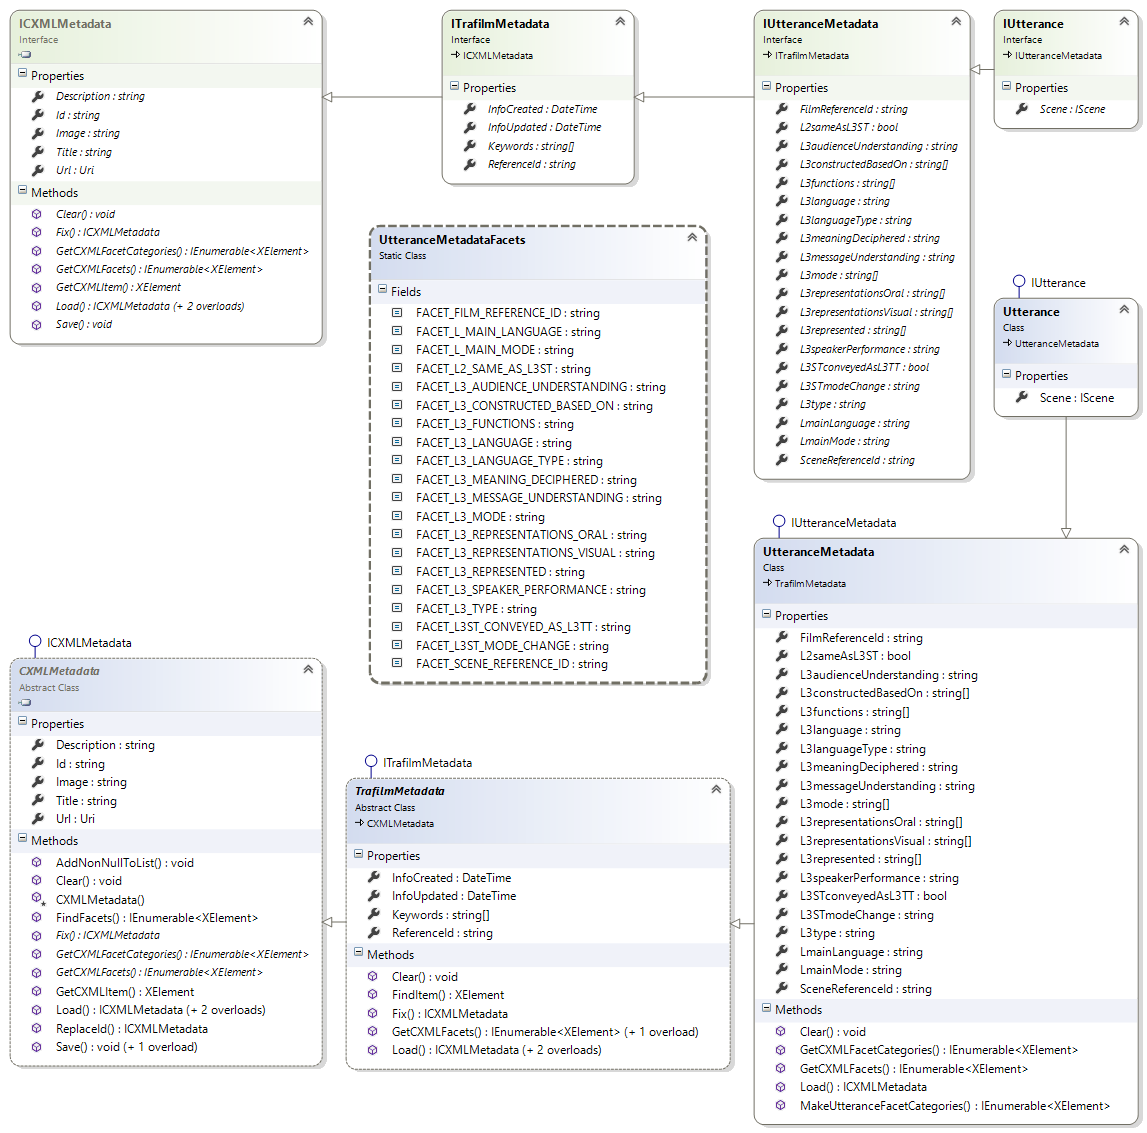 ICXMLMetadata
Interface
Properties
Description : string
Id : string
Image : string
Title : string
Url : Uri
Methods
Clear() : void
Fix() : ICXMLMetadata
GetCXMLFacetCategories() : IEnumerable<XElement>
GetCXMLFacets() : IEnumerable<XElement>
GetCXMLItem() : XElement
Load() : ICXMLMetadata (+ 2 overloads)
Save() : void
ITrafilmMetadata
Interface
ICXMLMetadata
Properties
InfoCreated : DateTime
InfoUpdated : DateTime
Keywords : string[]
ReferenceId : string
IUtteranceMetadata
Interface
ITrafilmMetadata
Properties
FilmReferenceId : string
L2sameAsL3ST : bool
L3audienceUnderstanding : string
L3constructedBasedOn : string[]
L3functions : string[]
L3language : string
L3languageType : string
L3meaningDeciphered : string
L3messageUnderstanding : string
L3mode : string[]
L3representationsOral : string[]
L3representationsVisual : string[]
L3represented : string[]
L3speakerPerformance : string
L3STconveyedAsL3TT : bool
L3STmodeChange : string
L3type : string
LmainLanguage : string
LmainMode : string
SceneReferenceId : string
IUtterance
Interface
IUtteranceMetadata
Properties
Scene : IScene
UtteranceMetadataFacets
Static Class
Fields
FACET_FILM_REFERENCE_ID : string
FACET_L_MAIN_LANGUAGE : string
FACET_L_MAIN_MODE : string
FACET_L2_SAME_AS_L3ST : string
FACET_L3_AUDIENCE_UNDERSTANDING : string
FACET_L3_CONSTRUCTED_BASED_ON : string
FACET_L3_FUNCTIONS : string
FACET_L3_LANGUAGE : string
FACET_L3_LANGUAGE_TYPE : string
FACET_L3_MEANING_DECIPHERED : string
FACET_L3_MESSAGE_UNDERSTANDING : string
FACET_L3_MODE : string
FACET_L3_REPRESENTATIONS_ORAL : string
FACET_L3_REPRESENTATIONS_VISUAL : string
FACET_L3_REPRESENTED : string
FACET_L3_SPEAKER_PERFORMANCE : string
FACET_L3_TYPE : string
FACET_L3ST_CONVEYED_AS_L3TT : string
FACET_L3ST_MODE_CHANGE : string
FACET_SCENE_REFERENCE_ID : string
IUtterance
Utterance
Class
UtteranceMetadata
Properties
Scene : IScene
ICXMLMetadata
CXMLMetadata
Abstract Class
Properties
Description : string
Id : string
Image : string
Title : string
Url : Uri
Methods
AddNonNullToList() : void
Clear() : void
CXMLMetadata()
FindFacets() : IEnumerable<XElement>
Fix() : ICXMLMetadata
GetCXMLFacetCategories() : IEnumerable<XElement>
GetCXMLFacets() : IEnumerable<XElement>
GetCXMLItem() : XElement
Load() : ICXMLMetadata (+ 2 overloads)
ReplaceId() : ICXMLMetadata
Save() : void (+ 1 overload)
ITrafilmMetadata
TrafilmMetadata
Abstract Class
CXMLMetadata
Properties
InfoCreated : DateTime
InfoUpdated : DateTime
Keywords : string[]
ReferenceId : string
Methods
Clear() : void
FindItem() : XElement
Fix() : ICXMLMetadata
GetCXMLFacets() : IEnumerable<XElement> (+ 1 overload)
Load() : ICXMLMetadata (+ 2 overloads)
IUtteranceMetadata
UtteranceMetadata
Class
TrafilmMetadata
Properties
FilmReferenceId : string
L2sameAsL3ST : bool
L3audienceUnderstanding : string
L3constructedBasedOn : string[]
L3functions : string[]
L3language : string
L3languageType : string
L3meaningDeciphered : string
L3messageUnderstanding : string
L3mode : string[]
L3representationsOral : string[]
L3representationsVisual : string[]
L3represented : string[]
L3speakerPerformance : string
L3STconveyedAsL3TT : bool
L3STmodeChange : string
L3type : string
LmainLanguage : string
LmainMode : string
SceneReferenceId : string
Methods
Clear() : void
GetCXMLFacetCategories() : IEnumerable<XElement>
GetCXMLFacets() : IEnumerable<XElement>
Load() : ICXMLMetadata
MakeUtteranceFacetCategories() : IEnumerable<XElement>